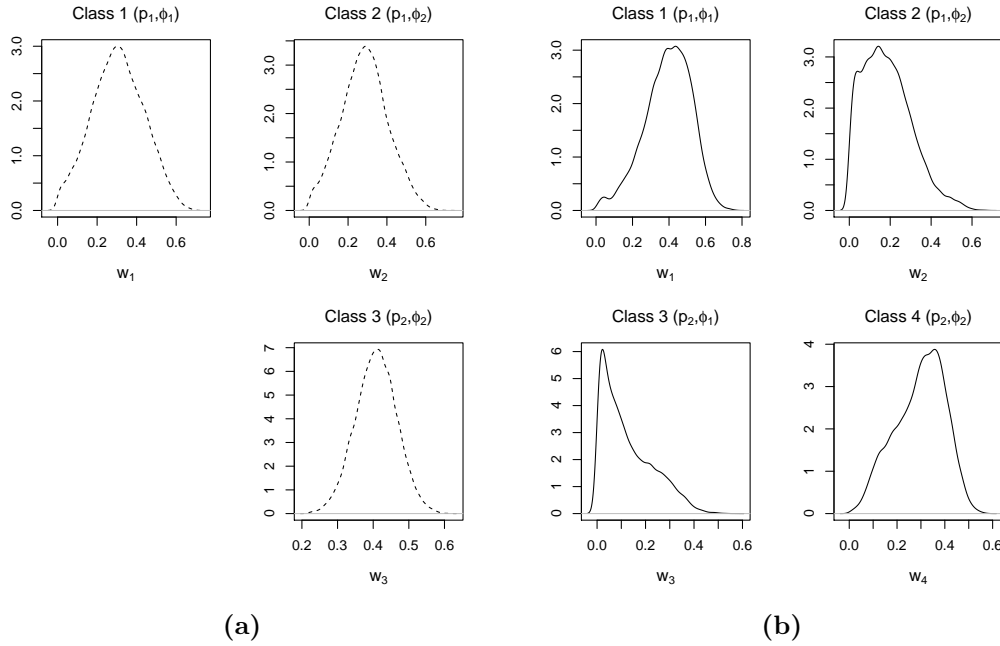 Class 1 (p₁,ϕ₁)
3.0
2.0
1.0
0.0
0.0 0.2 0.4 0.6
w₁
Class 2 (p₁,ϕ₂)
3.0
2.0
1.0
0.0
0.0 0.2 0.4 0.6
w₂
Class 3 (p₂,ϕ₂)
7
6
5
4
3
2
1
0
0.2 0.3 0.4 0.5 0.6
w₃
(a)
Class 1 (p₁,ϕ₁)
3.0
2.0
1.0
0.0
0.0 0.2 0.4 0.6 0.8
w₁
Class 2 (p₁,ϕ₂)
3.0
2.0
1.0
0.0
0.0 0.2 0.4 0.6
w₂
Class 3 (p₂,ϕ₁)
6
5
4
3
2
1
0
0.0 0.2 0.4 0.6
w₃
Class 4 (p₂,ϕ₂)
4
3
2
1
0
0.0 0.2 0.4 0.6
w₄
(b)